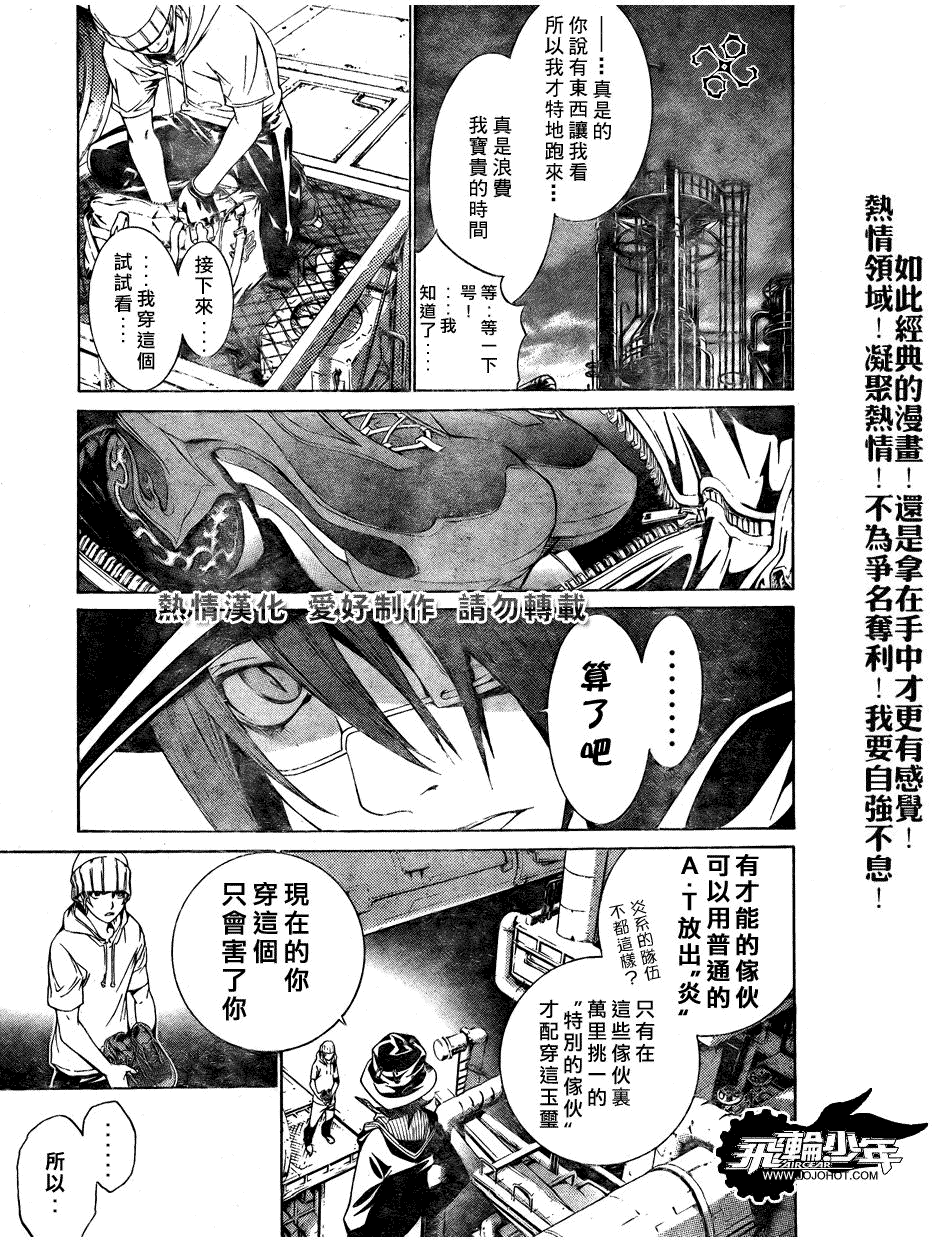 如此經典的漫畫！還是拿在手中才更有感覺！
熱情領域！凝聚熱情！不為爭名奪利！我要自強不息！
——…真是的
你說有東西讓我看
所以我才特地跑來…
真是浪費
我寶貴的時間
等‥等一下
咢！
‥‥我
知道了‥‥
接下來‥‥
‥‥我穿這個
試試看‥‥
熱情漢化 愛好制作 請勿轉載
‥‥‥
算了吧
有才能的傢伙
可以用普通的
A·T放出"炎"
炎系的隊伍
不都這樣？
只有在
這些傢伙裏
萬里挑一的
"特別的傢伙"
才配穿這玉璽
現在的你
穿這個
只會害了你
‥‥‥
所以‥
飛輪少年
AIRGEAR
WWW.JOJOHOT.COM